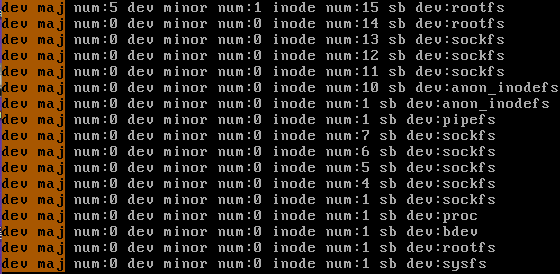 dev maj num:5 dev minor num:1 inode num:15 sb dev:rootfs
dev maj num:0 dev minor num:0 inode num:14 sb dev:rootfs
dev maj num:0 dev minor num:0 inode num:13 sb dev:sockfs
dev maj num:0 dev minor num:0 inode num:12 sb dev:sockfs
dev maj num:0 dev minor num:0 inode num:11 sb dev:sockfs
dev maj num:0 dev minor num:0 inode num:10 sb dev:anon_inodefs
dev maj num:0 dev minor num:0 inode num:1 sb dev:anon_inodefs
dev maj num:0 dev minor num:0 inode num:1 sb dev:pipefs
dev maj num:0 dev minor num:0 inode num:7 sb dev:sockfs
dev maj num:0 dev minor num:0 inode num:6 sb dev:sockfs
dev maj num:0 dev minor num:0 inode num:5 sb dev:sockfs
dev maj num:0 dev minor num:0 inode num:4 sb dev:sockfs
dev maj num:0 dev minor num:0 inode num:1 sb dev:sockfs
dev maj num:0 dev minor num:0 inode num:1 sb dev:proc
dev maj num:0 dev minor num:0 inode num:1 sb dev:bdev
dev maj num:0 dev minor num:0 inode num:1 sb dev:rootfs
dev maj num:0 dev minor num:0 inode num:1 sb dev:sysfs